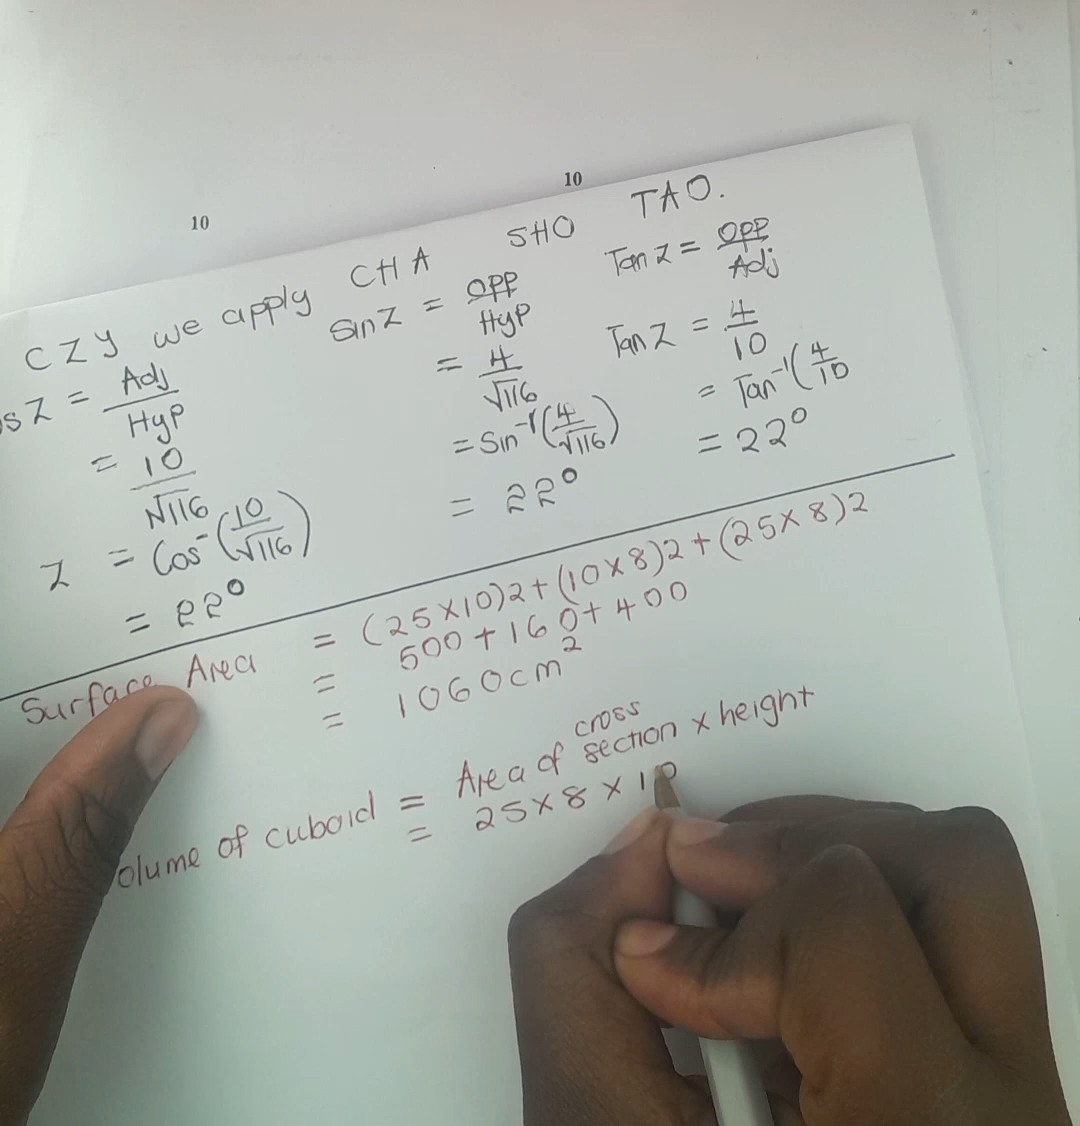 10
10
CZY we apply CHA SHO TAO.
Z = Adj/Hyp
= 10/√116
Z = Cos⁻(10/√116)
= 22°
Sin Z = OPP/HyP
= 4/√116
= Sin⁻¹(4/√116)
= 22°
Tan Z = OPP/Adj
Tan Z = 4/10
= Tan⁻¹(4/10
= 22°
Surface Area = (25×10)2+(10×8)2+(25×8)2
= 500+160+400
= 1060cm²
olume of cuboid = Area of cross section × height
= 25×8×10